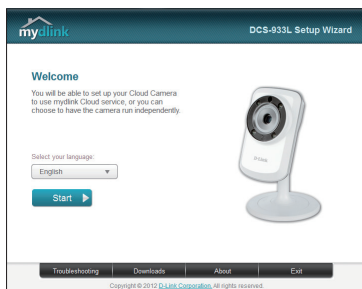 mydlink
DCS-933L Setup Wizard
Welcome
You will be able to set up your Cloud Camera
to use mydlink Cloud service, or you can
choose to have the camera run independently.
Select your language:
English
Start
D-Link
Troubleshooting Downloads About Exit
Copyright © 2012 D-Link Corporation. All rights reserved.